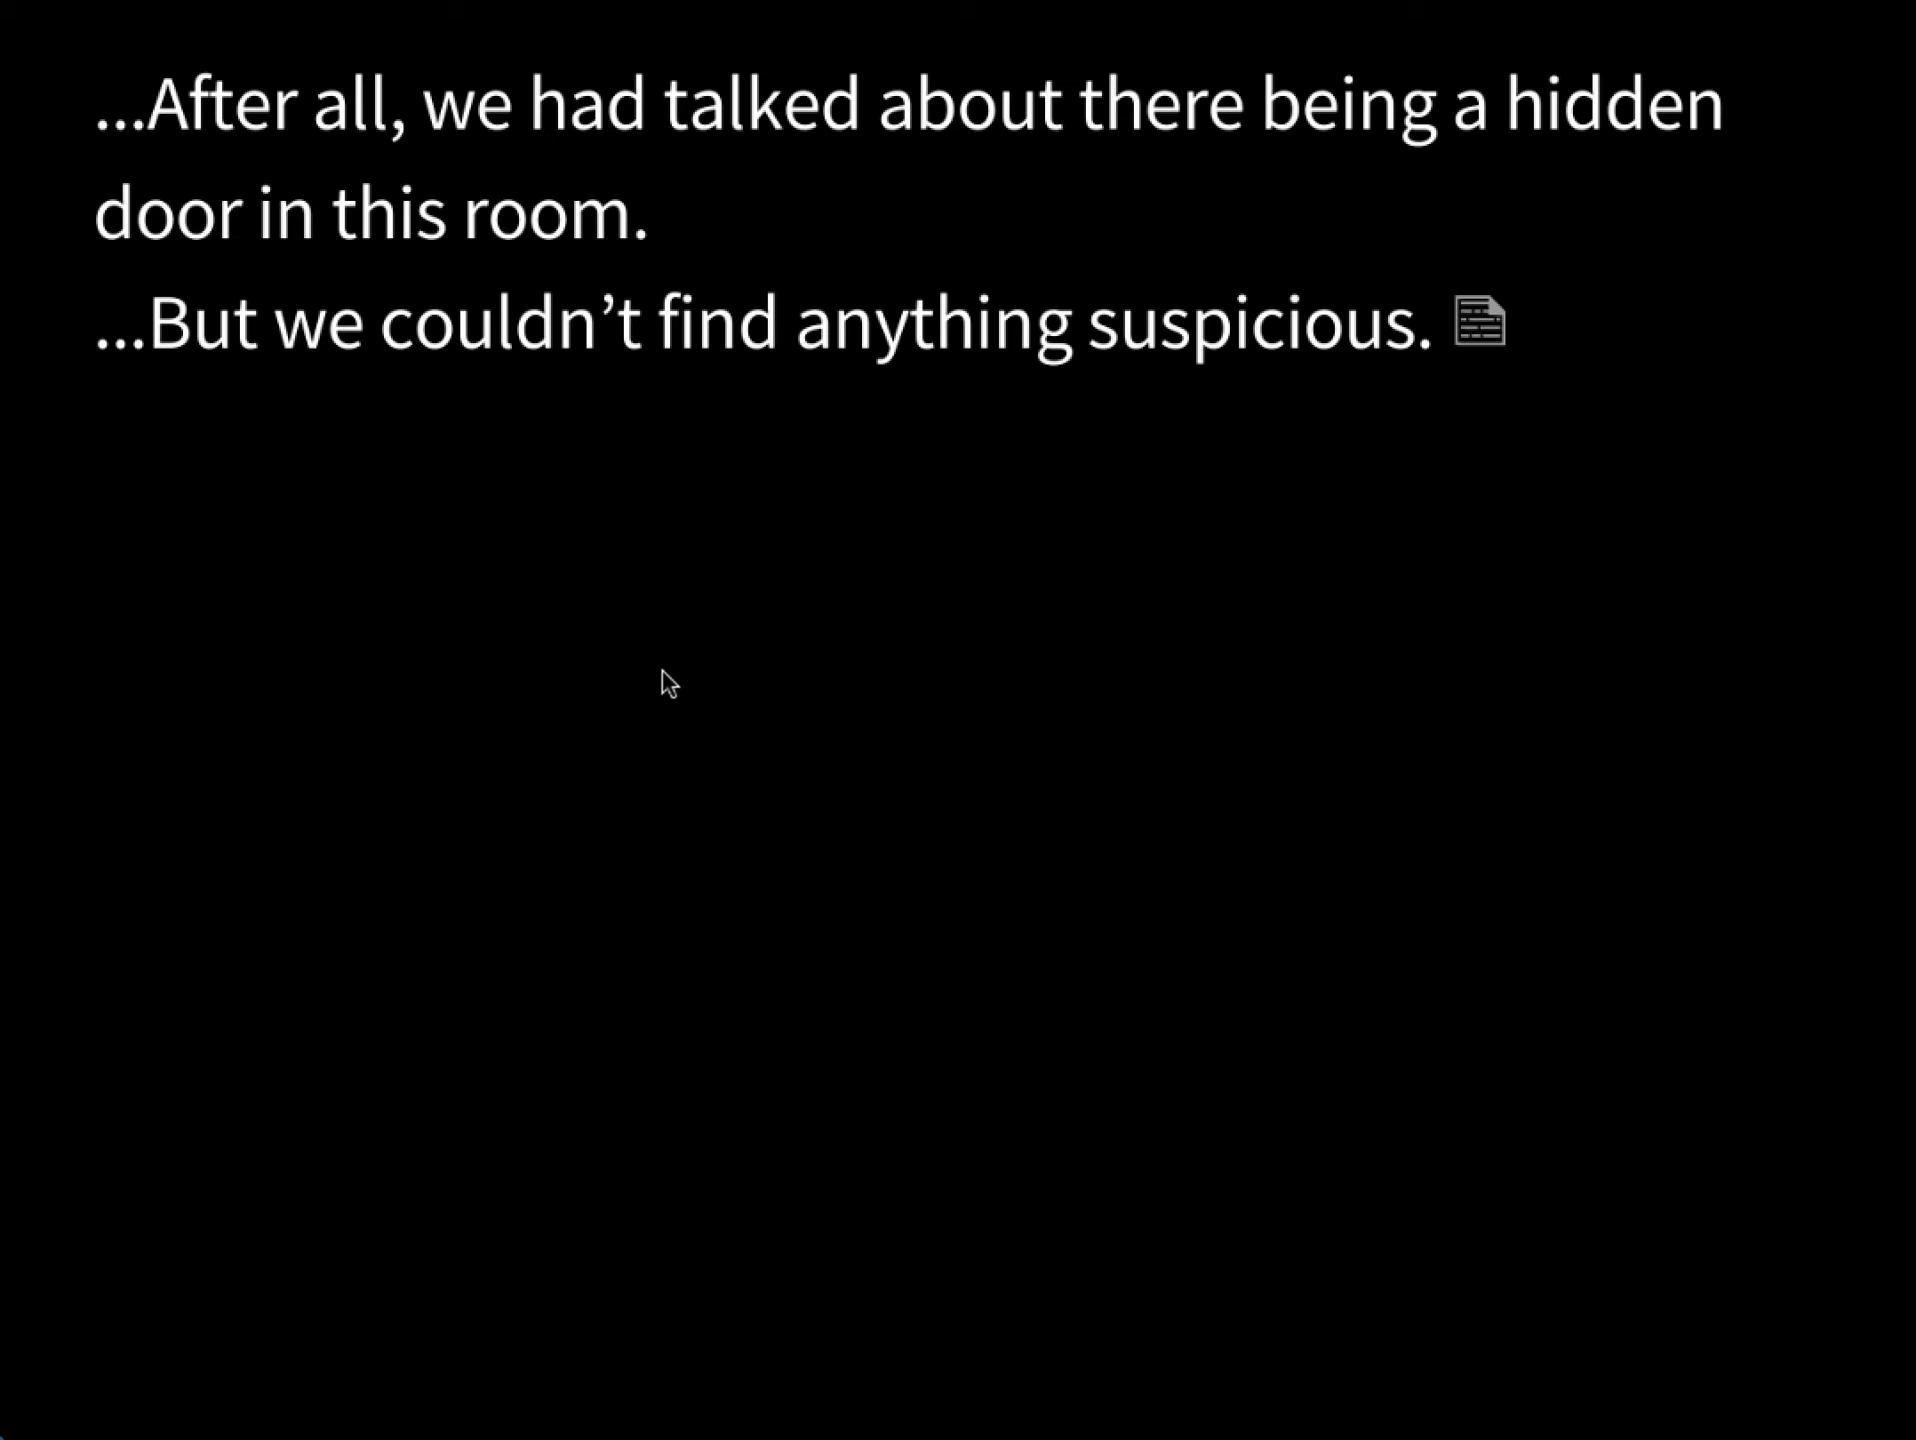 ...After all, we had talked about there being a hidden
door in this room.
...But we couldn’t find anything suspicious.